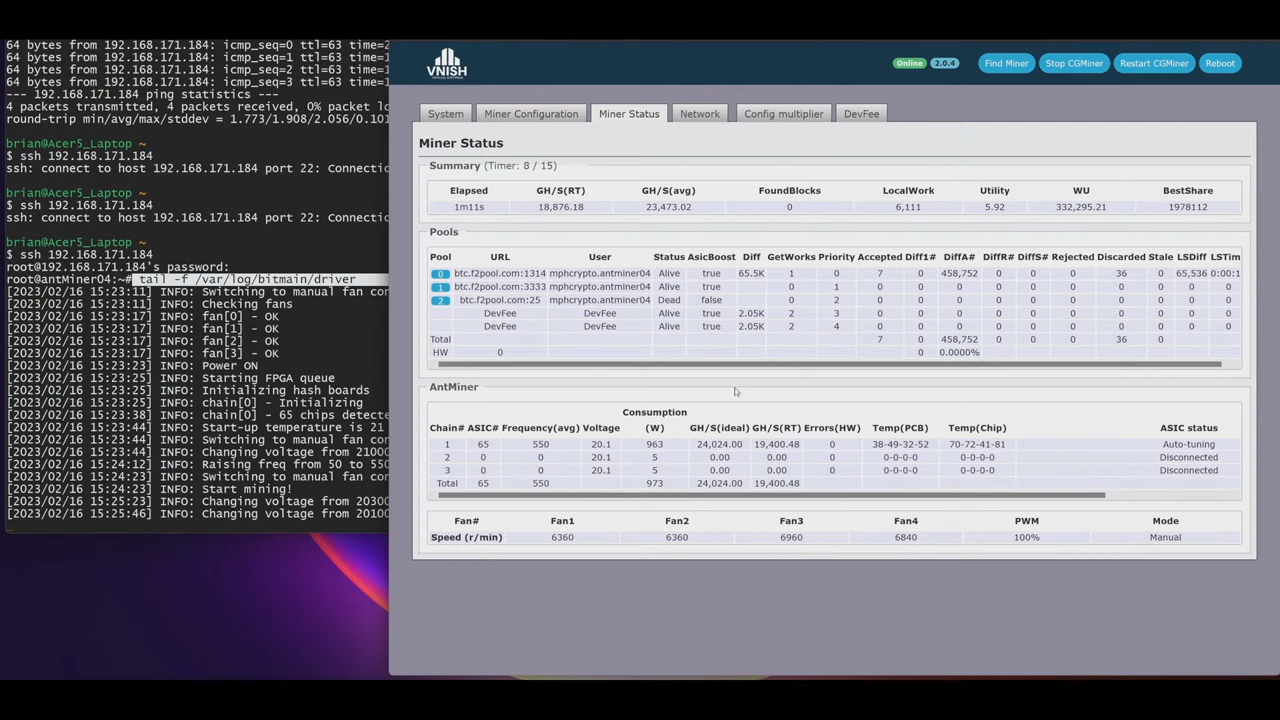 64 bytes from 192.168.171.184: icmp_seq=0 ttl=63 time=2
64 bytes from 192.168.171.184: icmp_seq=1 ttl=63 time=1
64 bytes from 192.168.171.184: icmp_seq=2 ttl=63 time=1
64 bytes from 192.168.171.184: icmp_seq=3 ttl=63 time=1
--- 192.168.171.184 ping statistics ---
4 packets transmitted, 4 packets received, 0% packet lo
round-trip min/avg/max/stddev = 1.773/1.908/2.056/0.101
brian@Acer5_Laptop ~
$ ssh 192.168.171.184
ssh: connect to host 192.168.171.184 port 22: Connectio
brian@Acer5_Laptop ~
$ ssh 192.168.171.184
ssh: connect to host 192.168.171.184 port 22: Connectio
brian@Acer5_Laptop ~
$ ssh 192.168.171.184
root@192.168.171.184's password:
root@antMiner04:~# tail -f /var/log/bitmain/driver
[2023/02/16 15:23:11] INFO: Switching to manual fan con
[2023/02/16 15:23:11] INFO: Checking fans
[2023/02/16 15:23:17] INFO: fan[0] - OK
[2023/02/16 15:23:17] INFO: fan[1] - OK
[2023/02/16 15:23:17] INFO: fan[2] - OK
[2023/02/16 15:23:17] INFO: fan[3] - OK
[2023/02/16 15:23:23] INFO: Power ON
[2023/02/16 15:23:25] INFO: Starting FPGA queue
[2023/02/16 15:23:25] INFO: Initializing hash boards
[2023/02/16 15:23:25] INFO: chain[0] - Initializing
[2023/02/16 15:23:38] INFO: chain[0] - 65 chips detecte
[2023/02/16 15:23:44] INFO: Start-up temperature is 21
[2023/02/16 15:23:44] INFO: Switching to manual fan con
[2023/02/16 15:23:44] INFO: Changing voltage from 21000
[2023/02/16 15:24:12] INFO: Raising freq from 50 to 550
[2023/02/16 15:24:23] INFO: Switching to manual fan con
[2023/02/16 15:24:23] INFO: Start mining!
[2023/02/16 15:25:23] INFO: Changing voltage from 20300
[2023/02/16 15:25:46] INFO: Changing voltage from 20100
VNISH
Online 2.0.4 Find Miner Stop CGMiner Restart CGMiner Reboot
System Miner Configuration Miner Status Network Config multiplier DevFee
Miner Status
Summary (Timer: 8 / 15)
Elapsed GH/S(RT) GH/S(avg) FoundBlocks LocalWork Utility WU BestShare
1m11s 18,876.18 23,473.02 0 6,111 5.92 332,295.21 1978112
Pools
Pool URL User Status AsicBoost Diff GetWorks Priority Accepted Diff1# DiffA# DiffR# DiffS# Rejected Discarded Stale LSDiff LSTim
0 btc.f2pool.com:1314 mphcrypto.antminer04 Alive true 65.5K 1 0 7 0 458,752 0 0 0 36 0 65,536 0:00:1
1 btc.f2pool.com:3333 mphcrypto.antminer04 Alive true 0 1 0 0 0 0 0 0 0 0 0 0
2 btc.f2pool.com:25 mphcrypto.antminer04 Dead false 0 2 0 0 0 0 0 0 0 0 0 0
DevFee DevFee Alive true 2.05K 2 3 0 0 0 0 0 0 0 0 0 0
DevFee DevFee Alive true 2.05K 2 4 0 0 0 0 0 0 0 0 0 0
Total 7 0 458,752 0 0 0 36 0
HW 0 0 0.0000%
AntMiner
Chain# ASIC# Frequency(avg) Voltage Consumption (W) GH/S(ideal) GH/S(RT) Errors(HW) Temp(PCB) Temp(Chip) ASIC status
1 65 550 20.1 963 24,024.00 19,400.48 0 38-49-32-52 70-72-41-81 Auto-tuning
2 0 0 20.1 5 0.00 0.00 0 0-0-0-0 0-0-0-0 Disconnected
3 0 0 20.1 5 0.00 0.00 0 0-0-0-0 0-0-0-0 Disconnected
Total 65 550 973 24,024.00 19,400.48 0
Fan# Fan1 Fan2 Fan3 Fan4 PWM Mode
Speed (r/min) 6360 6360 6960 6840 100% Manual